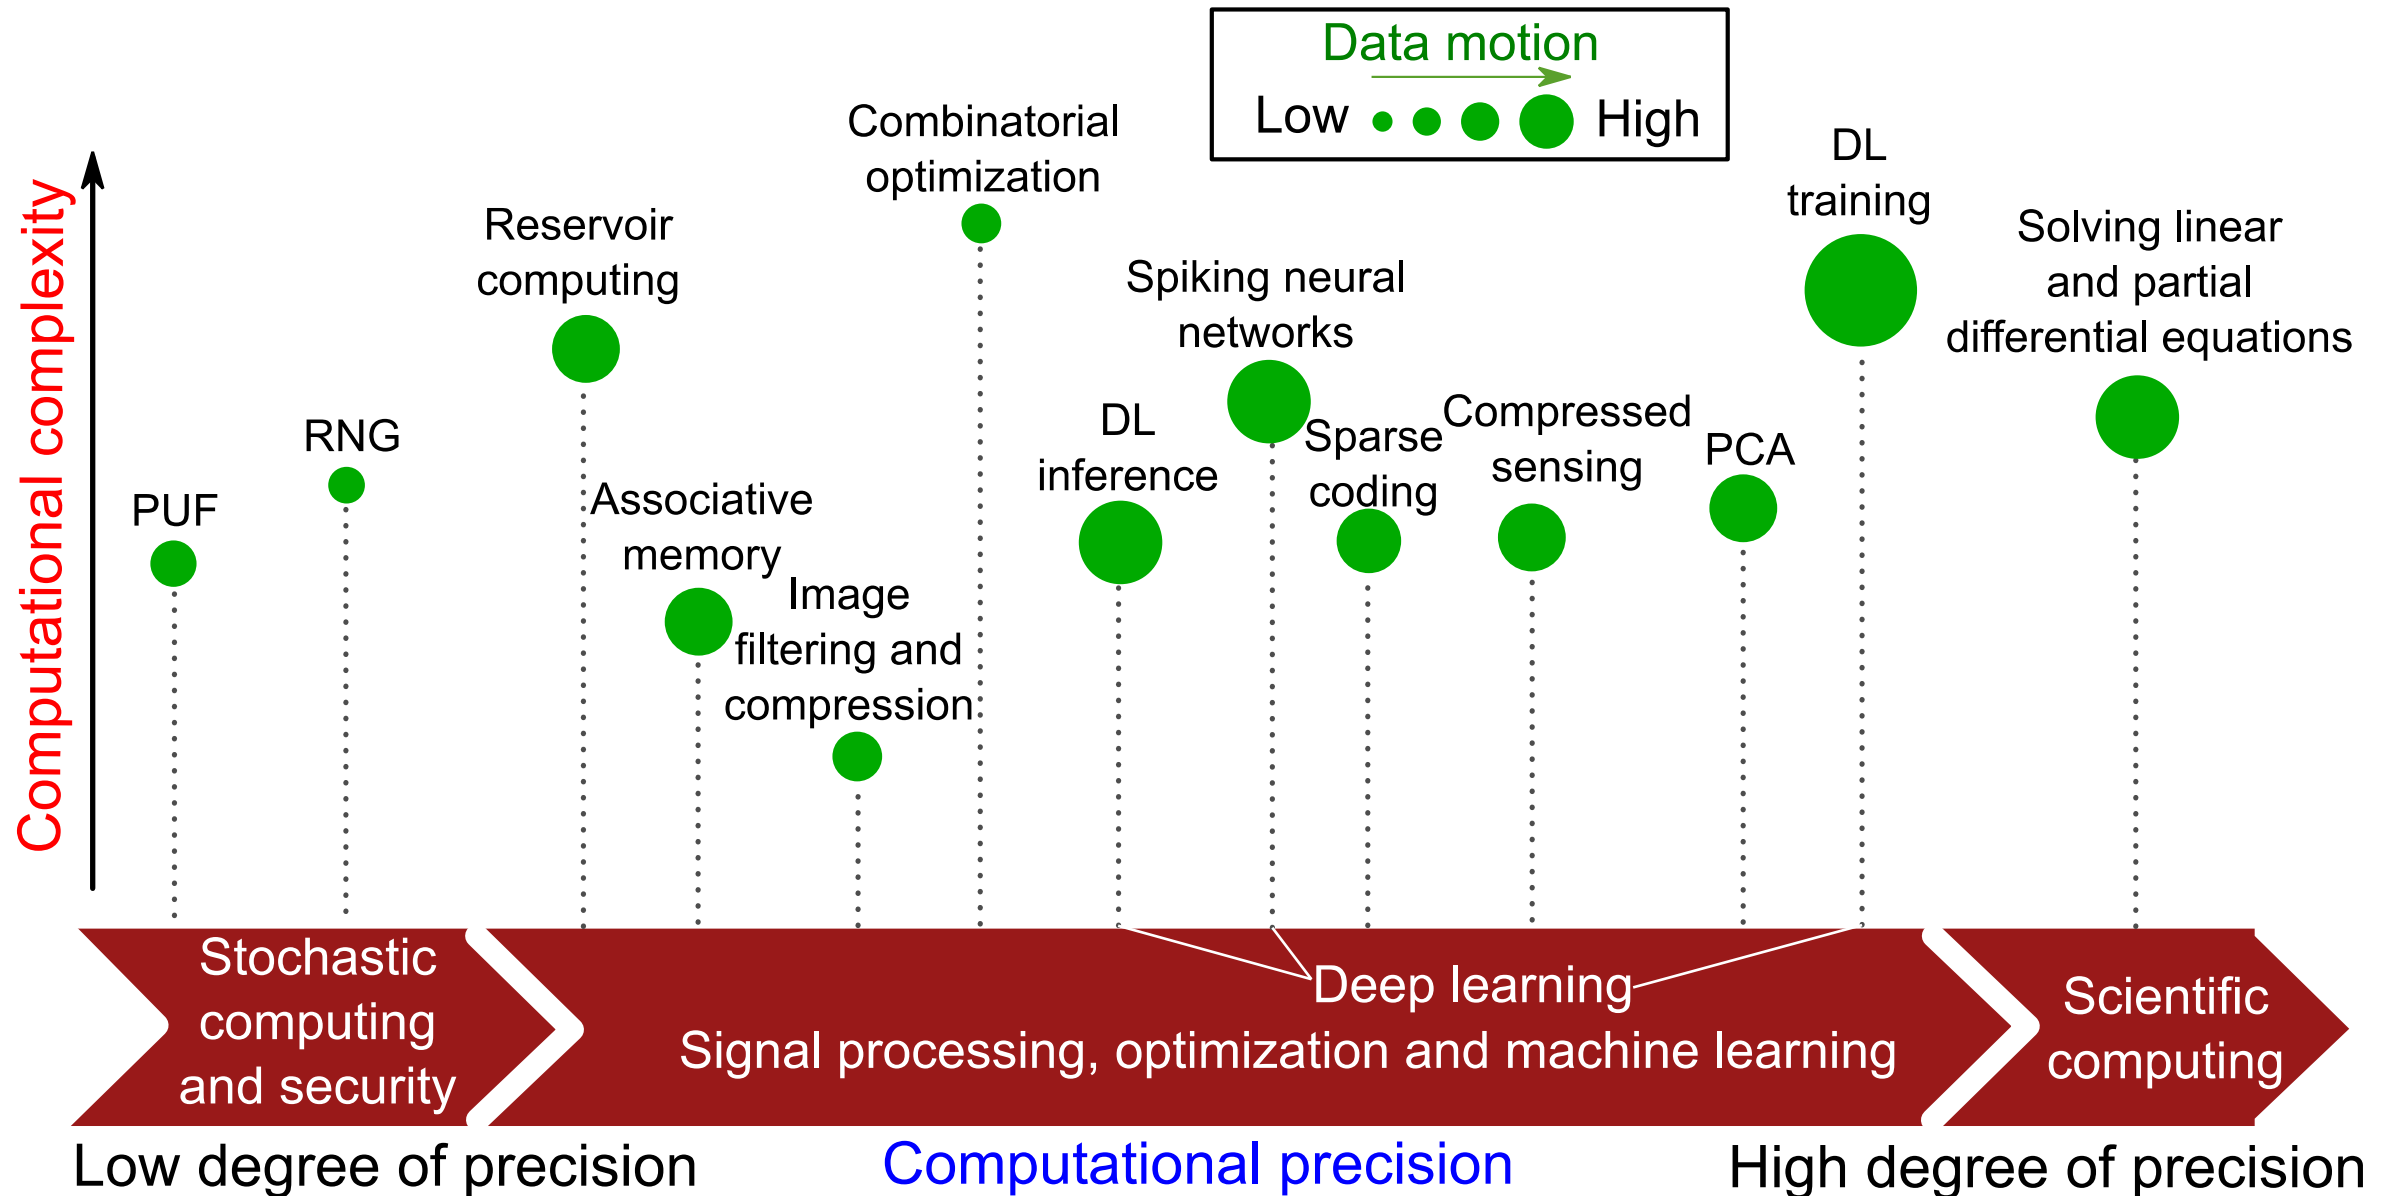 Data motion
Low
High
Computational complexity
PUF
RNG
Reservoir
computing
Associative
memory
Image
filtering and
compression
Combinatorial
optimization
DL
inference
Spiking neural
networks
Sparse
coding
Compressed
sensing
PCA
DL
training
Solving linear
and partial
differential equations
Stochastic
computing
and security
Deep learning
Signal processing, optimization and machine learning
Scientific
computing
Low degree of precision
Computational precision
High degree of precision